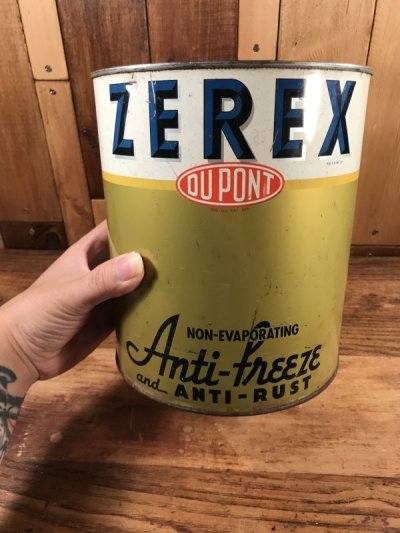 ZEREX
DU PONT
NON-EVAPORATING
Anti-freeze
and ANTI-RUST